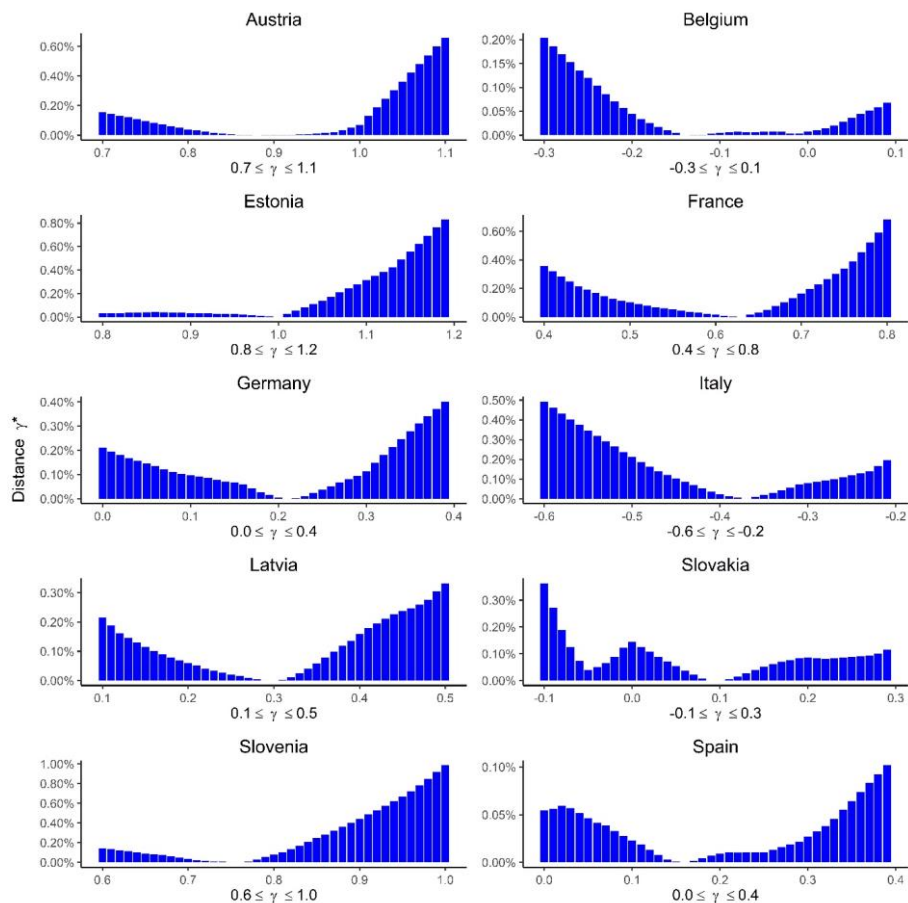 Distance γ*
Austria
0.60%
0.40%
0.20%
0.00%
0.7 0.8 0.9 1.0 1.1
0.7 ≤ γ ≤ 1.1
Belgium
0.20%
0.15%
0.10%
0.05%
0.00%
-0.3 -0.2 -0.1 0.0 0.1
-0.3 ≤ γ ≤ 0.1
Estonia
0.80%
0.60%
0.40%
0.20%
0.00%
0.8 0.9 1.0 1.1 1.2
0.8 ≤ γ ≤ 1.2
France
0.60%
0.40%
0.20%
0.00%
0.4 0.5 0.6 0.7 0.8
0.4 ≤ γ ≤ 0.8
Germany
0.40%
0.30%
0.20%
0.10%
0.00%
0.0 0.1 0.2 0.3 0.4
0.0 ≤ γ ≤ 0.4
Italy
0.50%
0.40%
0.30%
0.20%
0.10%
0.00%
-0.6 -0.5 -0.4 -0.3 -0.2
-0.6 ≤ γ ≤ -0.2
Latvia
0.30%
0.20%
0.10%
0.00%
0.1 0.2 0.3 0.4 0.5
0.1 ≤ γ ≤ 0.5
Slovakia
0.30%
0.20%
0.10%
0.00%
-0.1 0.0 0.1 0.2 0.3
-0.1 ≤ γ ≤ 0.3
Slovenia
1.00%
0.80%
0.60%
0.40%
0.20%
0.00%
0.6 0.7 0.8 0.9 1.0
0.6 ≤ γ ≤ 1.0
Spain
0.10%
0.05%
0.00%
0.0 0.1 0.2 0.3 0.4
0.0 ≤ γ ≤ 0.4